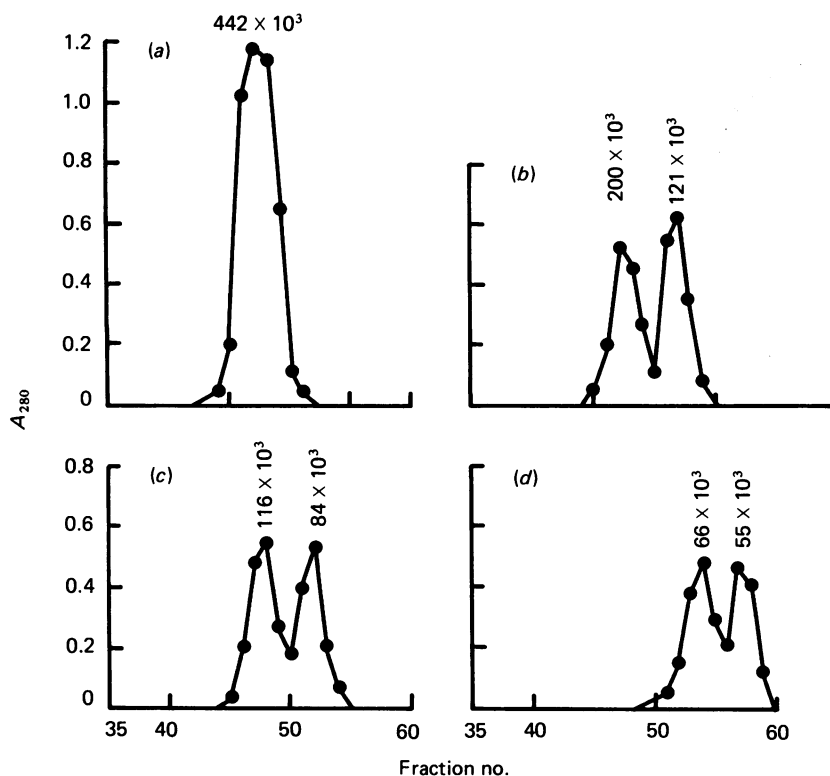 442 × 10³
(a)
1.2
1.0
0.8
0.6
0.4
0.2
0
A₂₈₀
(b)
200 × 10³
121 × 10³
(c)
116 × 10³
84 × 10³
0.8
0.6
0.4
0.2
0
35
40
50
60
(d)
66 × 10³
55 × 10³
35
40
50
60
Fraction no.